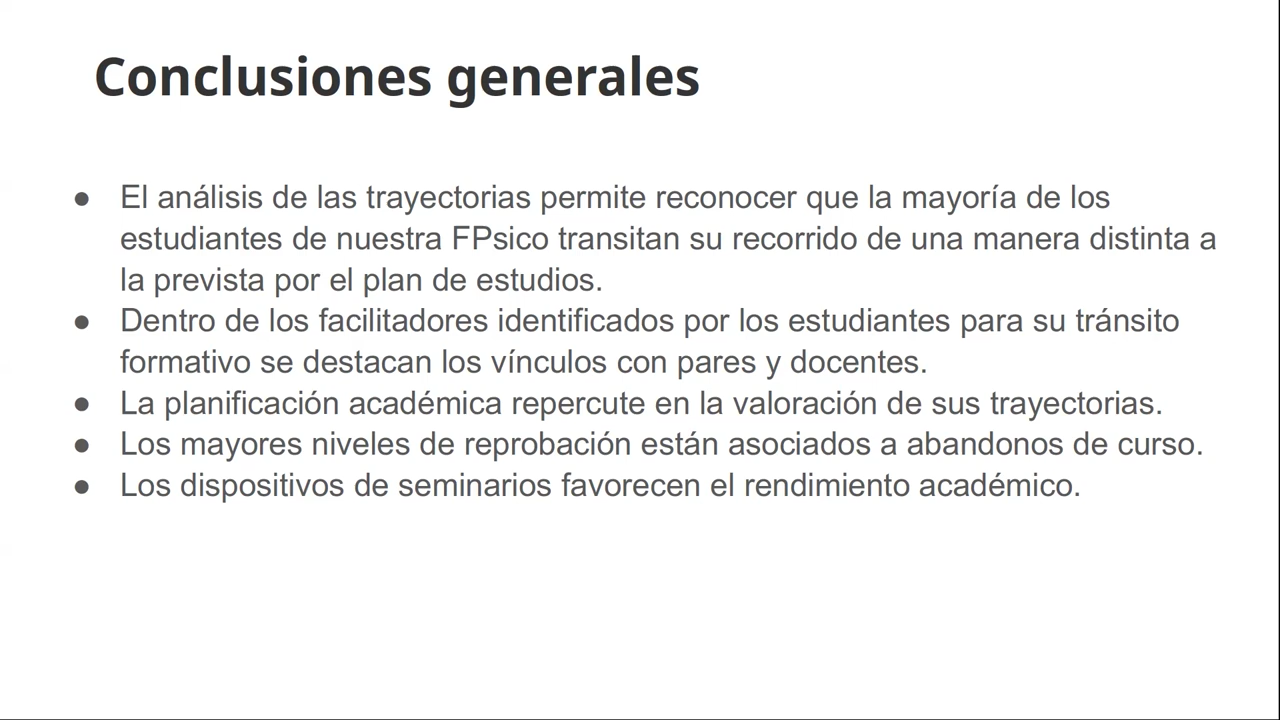 Conclusiones generales
● El análisis de las trayectorias permite reconocer que la mayoría de los
estudiantes de nuestra FPsico transitan su recorrido de una manera distinta a
la prevista por el plan de estudios.
● Dentro de los facilitadores identificados por los estudiantes para su tránsito
formativo se destacan los vínculos con pares y docentes.
● La planificación académica repercute en la valoración de sus trayectorias.
● Los mayores niveles de reprobación están asociados a abandonos de curso.
● Los dispositivos de seminarios favorecen el rendimiento académico.